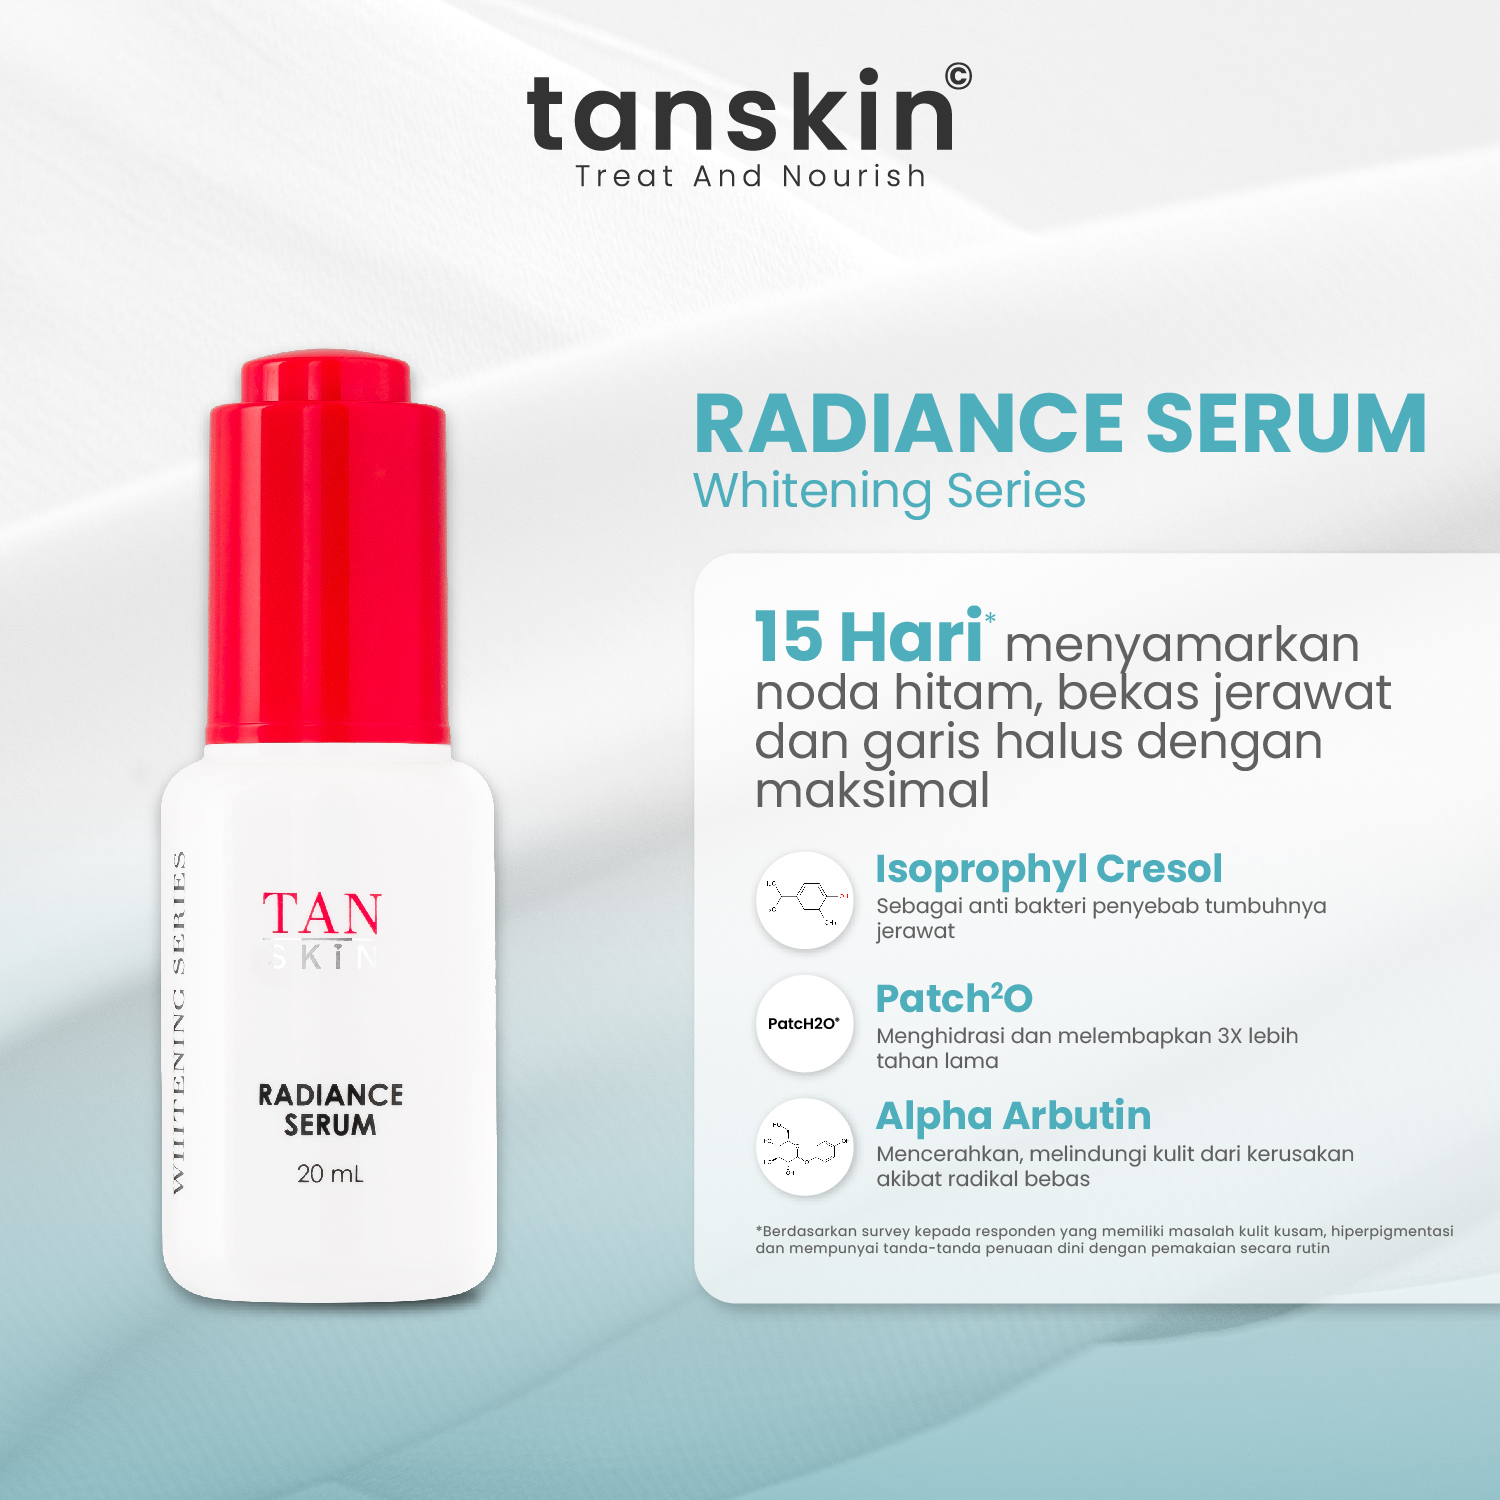 tanskin©
Treat And Nourish
RADIANCE SERUM
Whitening Series
15 Hari* menyamarkan
noda hitam, bekas jerawat
dan garis halus dengan
maksimal
Isoprophyl Cresol
Sebagai anti bakteri penyebab tumbuhnya
jerawat
PatcH2O*
Patch²O
Menghidrasi dan melembapkan 3X lebih
tahan lama
Alpha Arbutin
Mencerahkan, melindungi kulit dari kerusakan
akibat radikal bebas
*Berdasarkan survey kepada responden yang memiliki masalah kulit kusam, hiperpigmentasi
dan mempunyai tanda-tanda penuaan dini dengan pemakaian secara rutin
WHITENING SERIES
TAN
SKiN
RADIANCE
SERUM
20 mL